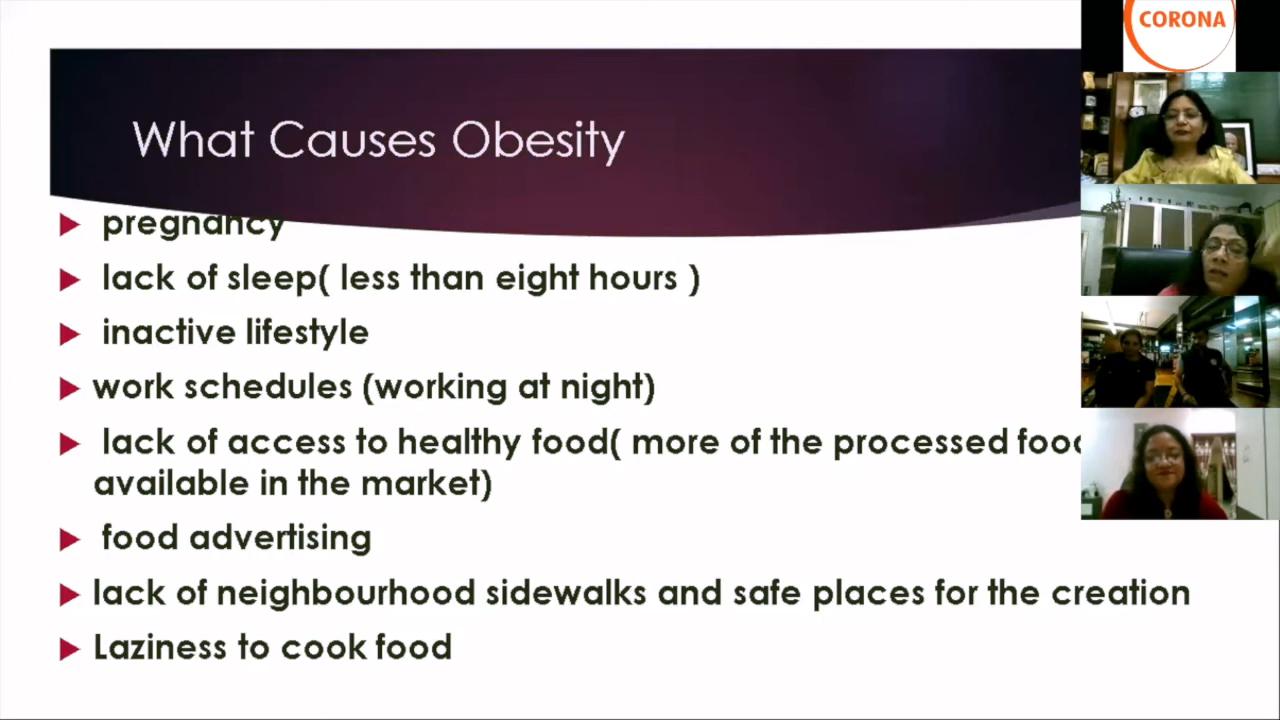 CORONA
What Causes Obesity
pregnancy
lack of sleep( less than eight hours )
inactive lifestyle
work schedules (working at night)
lack of access to healthy food( more of the processed
available in the market)
food advertising
lack of neighbourhood sidewalks and safe places for the creation
Laziness to cook food